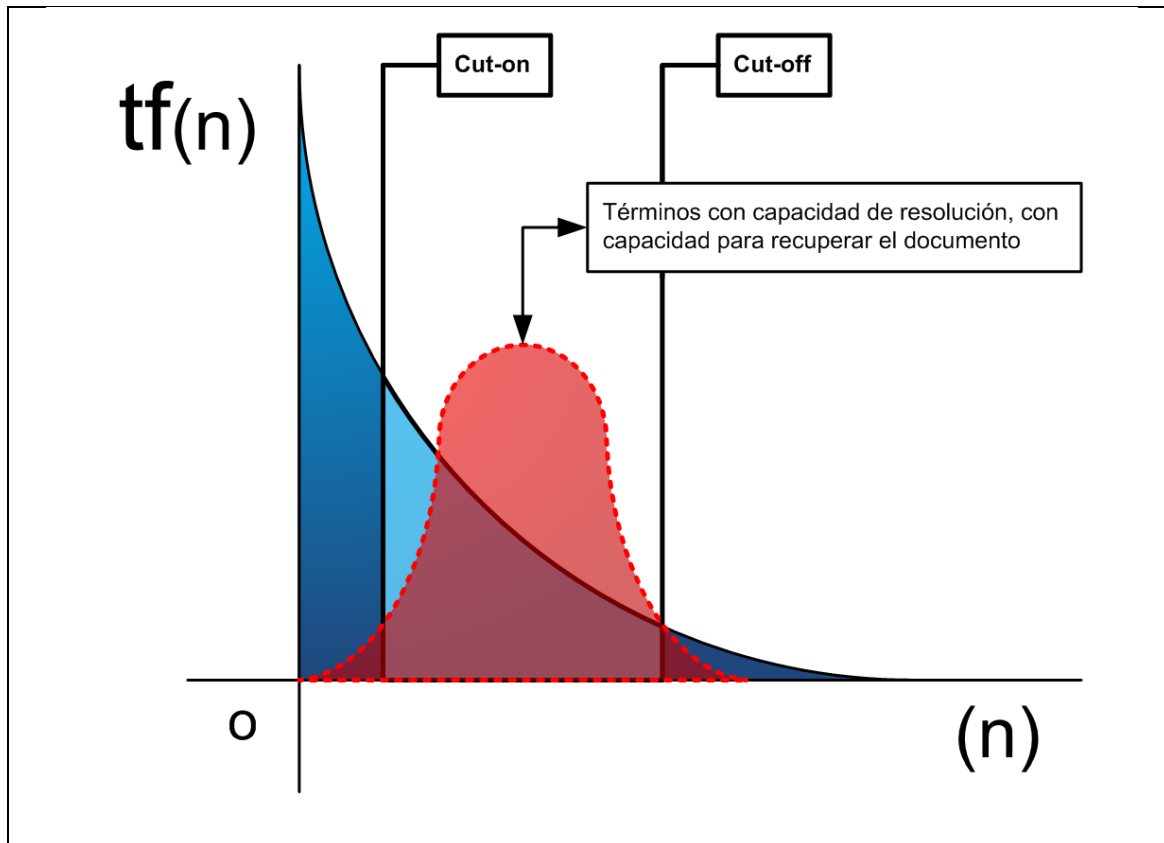 Cut-on
Cut-off
tf(n)
Términos con capacidad de resolución, con
capacidad para recuperar el documento
o
(n)